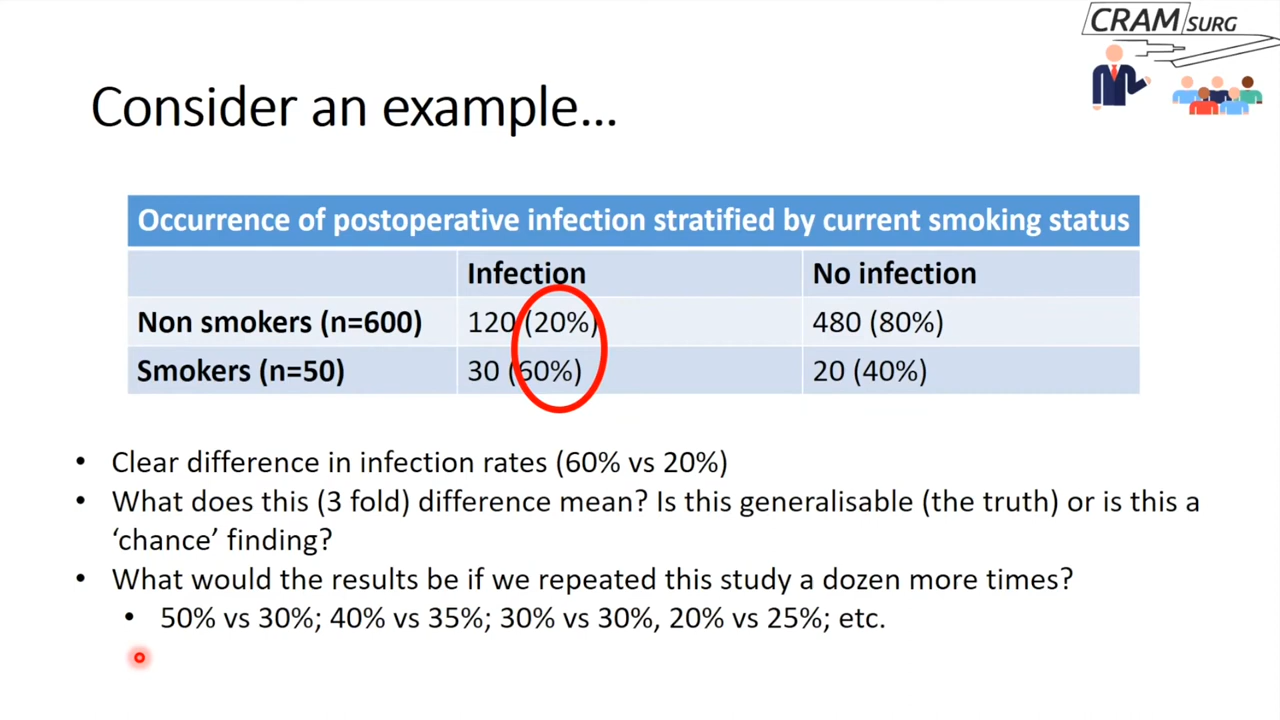 CRAM SURG
Consider an example...
Occurrence of postoperative infection stratified by current smoking status
Infection No infection
Non smokers (n=600) 120 (20%) 480 (80%)
Smokers (n=50) 30 (60%) 20 (40%)
• Clear difference in infection rates (60% vs 20%)
• What does this (3 fold) difference mean? Is this generalisable (the truth) or is this a
‘chance’ finding?
• What would the results be if we repeated this study a dozen more times?
• 50% vs 30%; 40% vs 35%; 30% vs 30%, 20% vs 25%; etc.